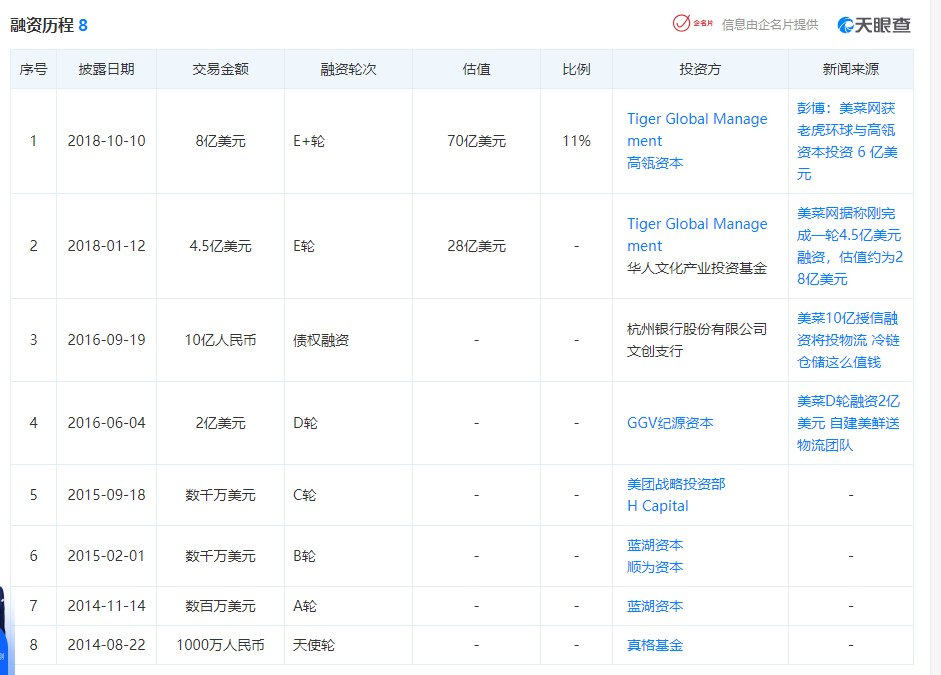 融资历程 8
企名片 信息由企名片提供 天眼查
序号 披露日期 交易金额 融资轮次 估值 比例 投资方 新闻来源
1 2018-10-10 8亿美元 E+轮 70亿美元 11% Tiger Global Manage
ment
高瓴资本
彭博：美菜网获
老虎环球与高瓴
资本投资 6 亿美
元
2 2018-01-12 4.5亿美元 E轮 28亿美元 - Tiger Global Manage
ment
华人文化产业投资基金
美菜网据称刚完
成一轮4.5亿美元
融资，估值约为2
8亿美元
3 2016-09-19 10亿人民币 债权融资 - - 杭州银行股份有限公司
文创支行
美菜10亿授信融
资将投物流 冷链
仓储这么值钱
4 2016-06-04 2亿美元 D轮 - - GGV纪源资本
美菜D轮融资2亿
美元 自建美鲜送
物流团队
5 2015-09-18 数千万美元 C轮 - - 美团战略投资部
H Capital
-
6 2015-02-01 数千万美元 B轮 - - 蓝湖资本
顺为资本
-
7 2014-11-14 数百万美元 A轮 - - 蓝湖资本 -
8 2014-08-22 1000万人民币 天使轮 - - 真格基金 -